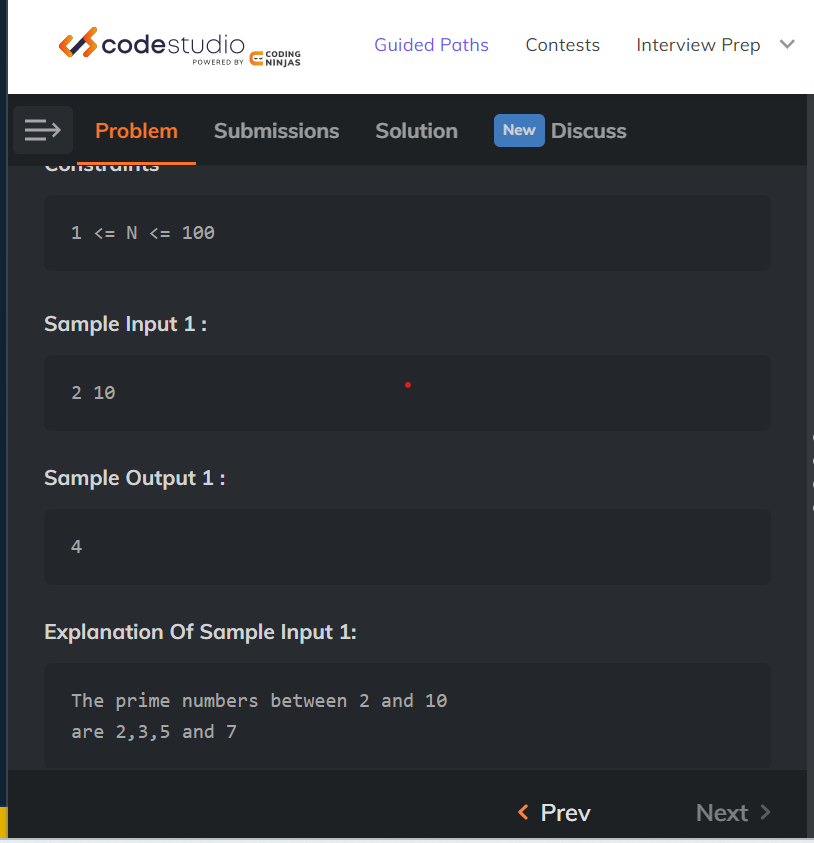 codestudio
POWERED BY CODING NINJAS
Guided Paths Contests Interview Prep
Problem Submissions Solution New Discuss
Constraints
1 <= N <= 100
Sample Input 1 :
2 10
Sample Output 1 :
4
Explanation Of Sample Input 1:
The prime numbers between 2 and 10
are 2,3,5 and 7
Prev Next